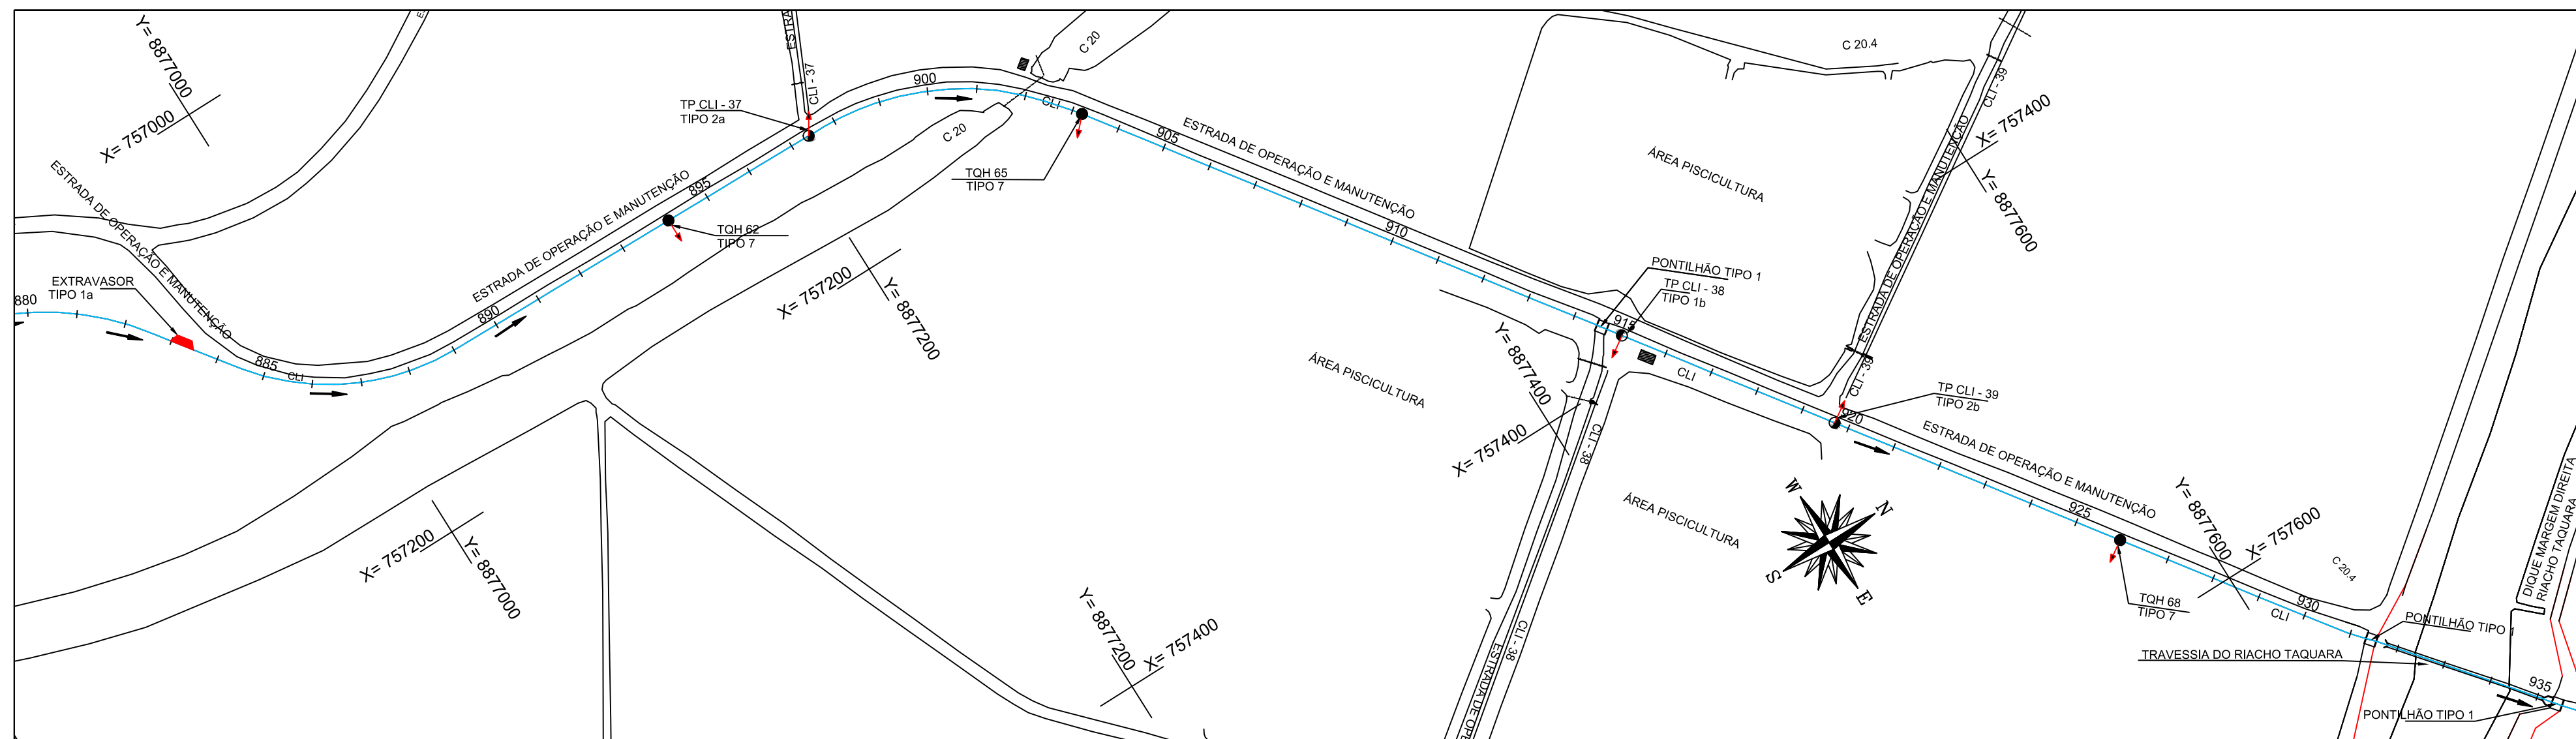 Y= 8877000
X= 757000
ESTRADA DE OPERAÇÃO E MANUTENÇÃO
EXTRAVASOR
TIPO 1a
880
885
CLI
890
ESTRADA DE OPERAÇÃO E MANUTENÇÃO
895
TQH 62
TIPO 7
TP CLI - 37
TIPO 2a
ESTRA
CLI - 37
900
C 20
C 20
CLI
TQH 65
TIPO 7
905
ESTRADA DE OPERAÇÃO E MANUTENÇÃO
910
X= 757200
Y= 8877200
X= 757200
Y= 8877000
Y= 8877200
X= 757400
ÁREA PISCICULTURA
C 20.4
ÁREA PISCICULTURA
PONTILHÃO TIPO 1
TP CLI - 38
TIPO 1b
915
CLI
Y= 8877400
X= 757400
CLI - 38
CLI - 38
ESTRADA DE OPE
ÁREA PISCICULTURA
CLI - 39
ESTRADA DE OPERAÇÃO E MANUTENÇÃO
X= 757400
Y= 8877600
CLI - 39
TP CLI - 39
TIPO 2b
920
ESTRADA DE OPERAÇÃO E MANUTENÇÃO
W
N
S
E
925
TQH 68
TIPO 7
Y= 8877600
X= 757600
C 20.4
930
CLI
PONTILHÃO TIPO 1
TRAVESSIA DO RIACHO TAQUARA
935
PONTILHÃO TIPO 1
DIQUE MARGEM DIREITA
RIACHO TAQUARA